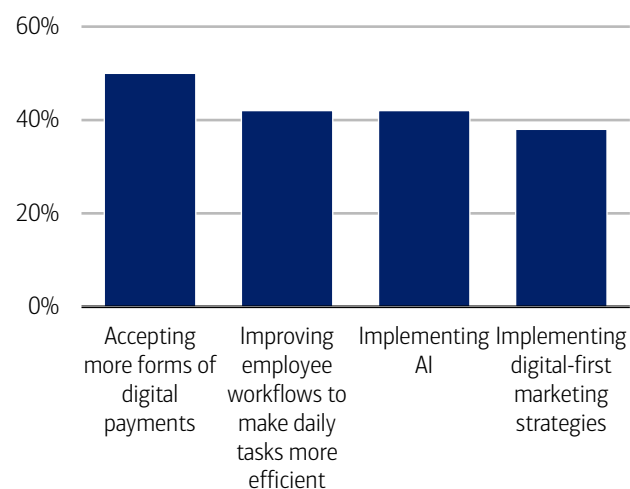 60%
40%
20%
0%
Accepting
more forms of
digital
payments
Improving
employee
workflows to
make daily
tasks more
efficient
Implementing
AI
Implementing
digital-first
marketing
strategies